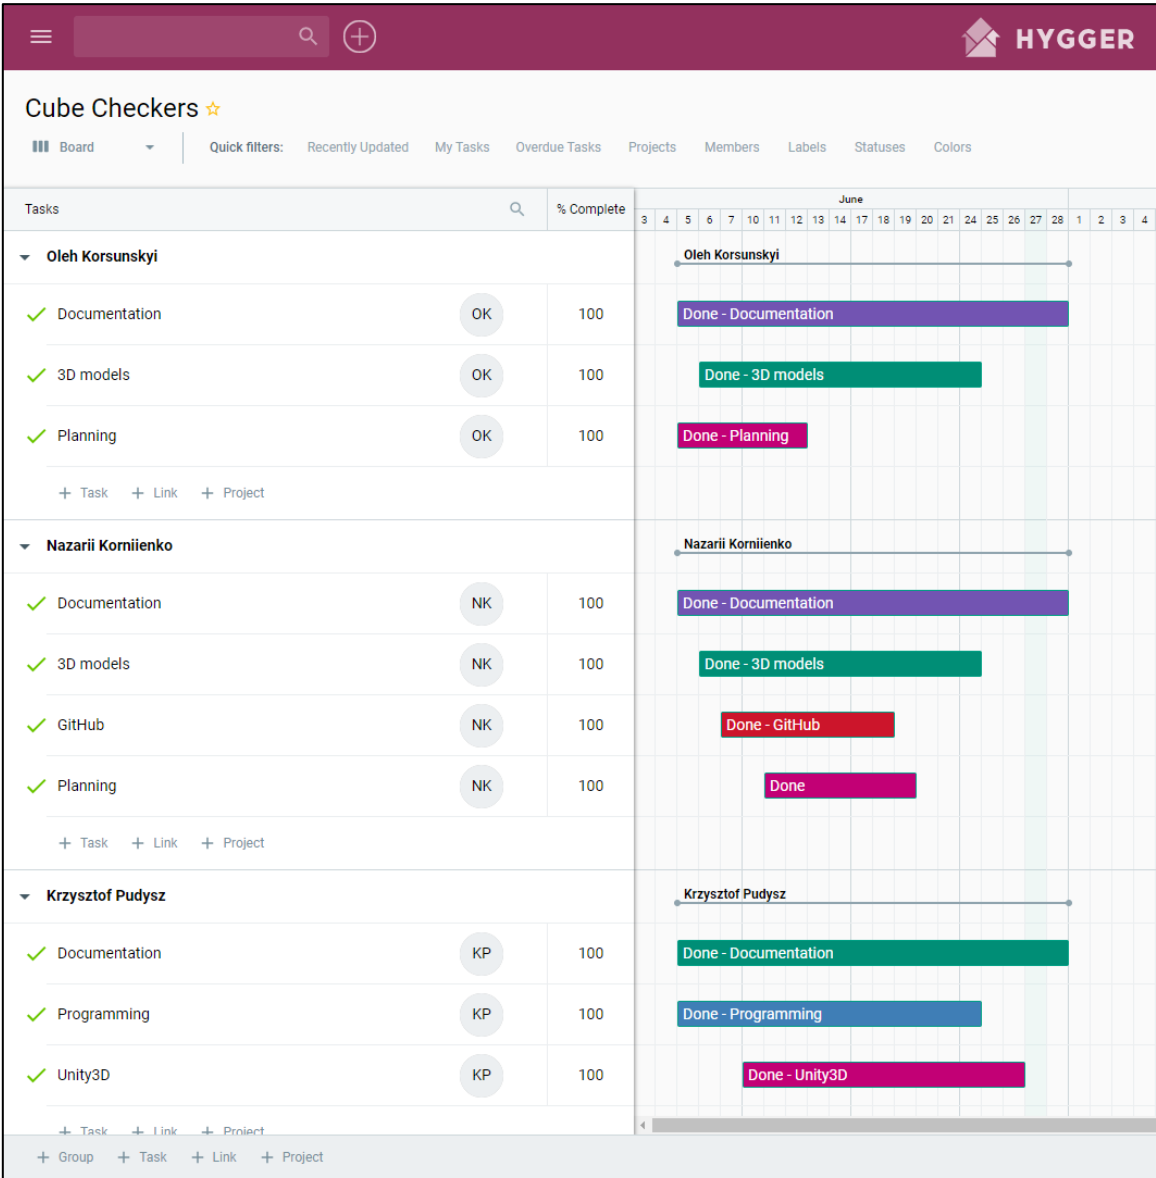 HYGGER
Cube Checkers
Board
Quick filters: Recently Updated My Tasks Overdue Tasks Projects Members Labels Statuses Colors
Tasks % Complete
June
3 4 5 6 7 10 11 12 13 14 17 18 19 20 21 24 25 26 27 28 1 2 3 4
Oleh Korsunskyi Oleh Korsunskyi
Documentation OK 100 Done - Documentation
3D models OK 100 Done - 3D models
Planning OK 100 Done - Planning
+ Task + Link + Project
Nazarii Korniienko Nazarii Korniienko
Documentation NK 100 Done - Documentation
3D models NK 100 Done - 3D models
GitHub NK 100 Done - GitHub
Planning NK 100 Done
+ Task + Link + Project
Krzysztof Pudysz Krzysztof Pudysz
Documentation KP 100 Done - Documentation
Programming KP 100 Done - Programming
Unity3D KP 100 Done - Unity3D
+ Task + Link + Project
+ Group + Task + Link + Project